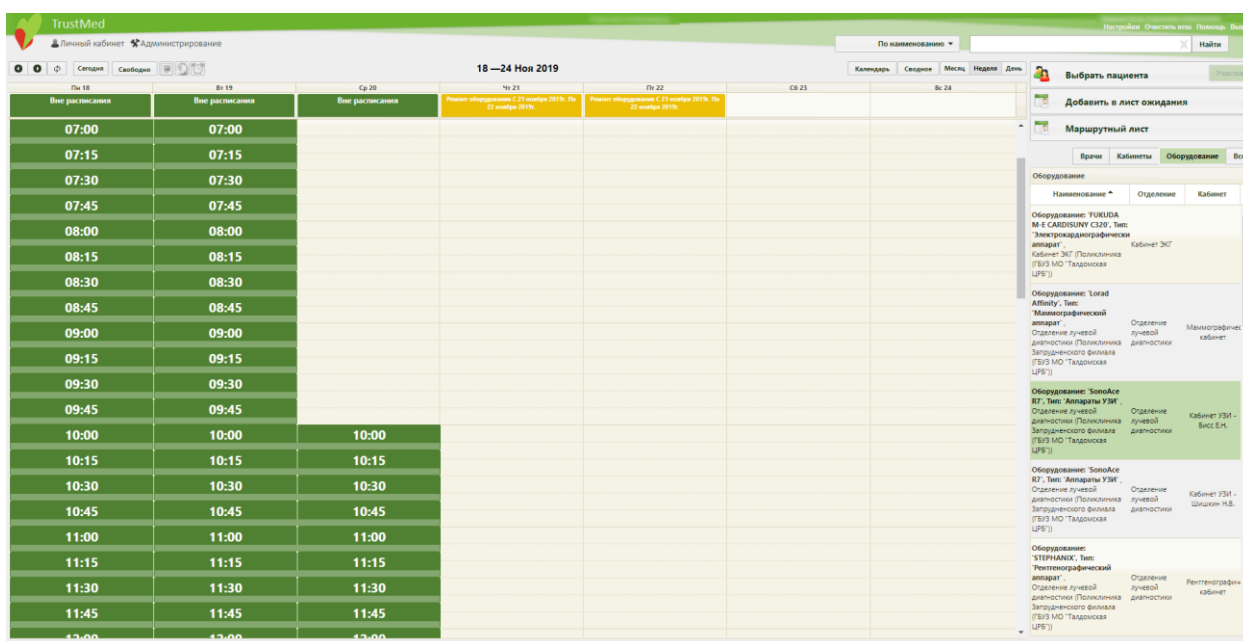 TrustMed
Настройки Очистить кеш Помощь
Личный кабинет Администрирование
По наименованию
Найти
Сегодня Свободно
18 —24 Ноя 2019
Календарь Сводное Месяц Неделя День
Пн 18 Вт 19 Ср 20 Чт 21 Пт 22 Сб 23 Вс 24
Вне расписания Вне расписания Вне расписания Ремонт оборудования С 21 ноября 2019г. По 22 ноября 2019г. Ремонт оборудования С 21 ноября 2019г. По 22 ноября 2019г.
07:00 07:00
07:15 07:15
07:30 07:30
07:45 07:45
08:00 08:00
08:15 08:15
08:30 08:30
08:45 08:45
09:00 09:00
09:15 09:15
09:30 09:30
09:45 09:45
10:00 10:00 10:00
10:15 10:15 10:15
10:30 10:30 10:30
10:45 10:45 10:45
11:00 11:00 11:00
11:15 11:15 11:15
11:30 11:30 11:30
11:45 11:45 11:45
12:00 12:00 12:00
Выбрать пациента
Добавить в лист ожидания
Маршрутный лист
Врачи Кабинеты Оборудование
Оборудование
Наименование Отделение Кабинет
Оборудование: 'FUKUDA
M-E CARDISUNY C320', Тип:
'Электрокардиографически
аппарат' ,
Кабинет ЭКГ (Поликлиника
(ГБУЗ МО "Талдомская
ЦРБ"))
Кабинет ЭКГ
Оборудование: 'Lorad
Affinity', Тип:
'Маммографический
аппарат' ,
Отделение лучевой
диагностики (Поликлиника
Запрудненского филиала
(ГБУЗ МО "Талдомская
ЦРБ"))
Отделение
лучевой
диагностики
Маммографичес
кабинет
Оборудование: 'SonoAce
R7', Тип: 'Аппараты УЗИ' ,
Отделение лучевой
диагностики (Поликлиника
Запрудненского филиала
(ГБУЗ МО "Талдомская
ЦРБ"))
Отделение
лучевой
диагностики
Кабинет УЗИ -
Бисс Е.Н.
Оборудование: 'SonoAce
R7', Тип: 'Аппараты УЗИ' ,
Отделение лучевой
диагностики (Поликлиника
Запрудненского филиала
(ГБУЗ МО "Талдомская
ЦРБ"))
Отделение
лучевой
диагностики
Кабинет УЗИ -
Шишкин Н.В.
Оборудование:
'STEPHANIX', Тип:
'Рентгенографический
аппарат' ,
Отделение лучевой
диагностики (Поликлиника
Запрудненского филиала
(ГБУЗ МО "Талдомская
ЦРБ"))
Отделение
лучевой
диагностики
Рентгенографич
кабинет